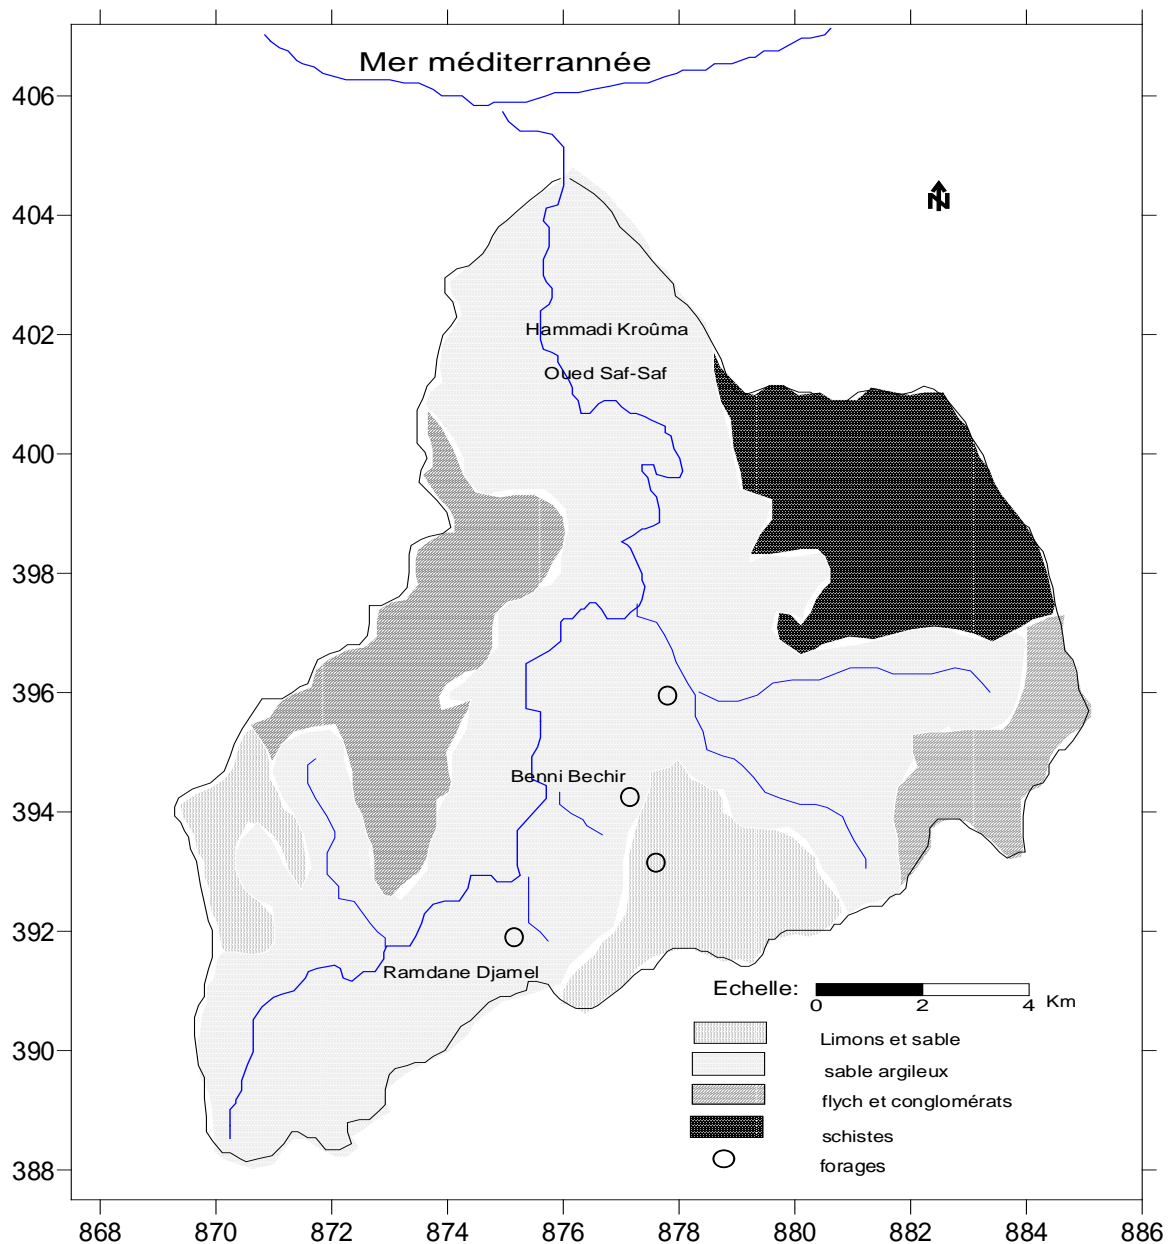 Mer méditerrannée
406
404
N
402
Hammadi Kroûma
Oued Saf-Saf
400
398
396
Benni Bechir
394
392
Ramdane Djamel
Echelle:
0 2 4 Km
Limons et sable
390
sable argileux
flych et conglomérats
schistes
forages
388
868 870 872 874 876 878 880 882 884 886